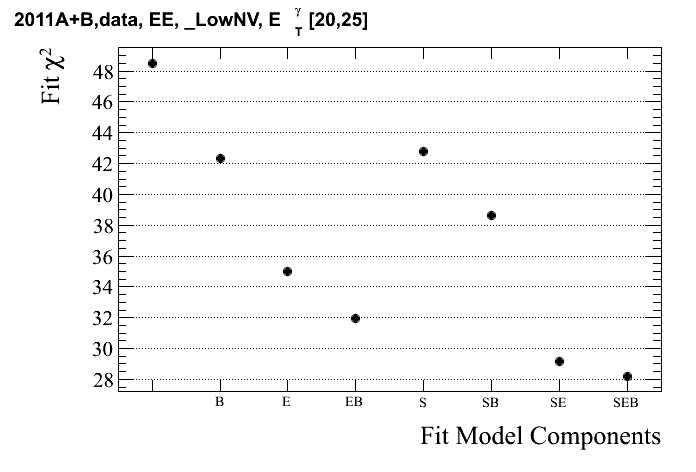 2011A+B,data, EE, _LowNV, E γ T [20,25]
Fit χ²
48
46
44
42
40
38
36
34
32
30
28
B E EB S SB SE SEB
Fit Model Components